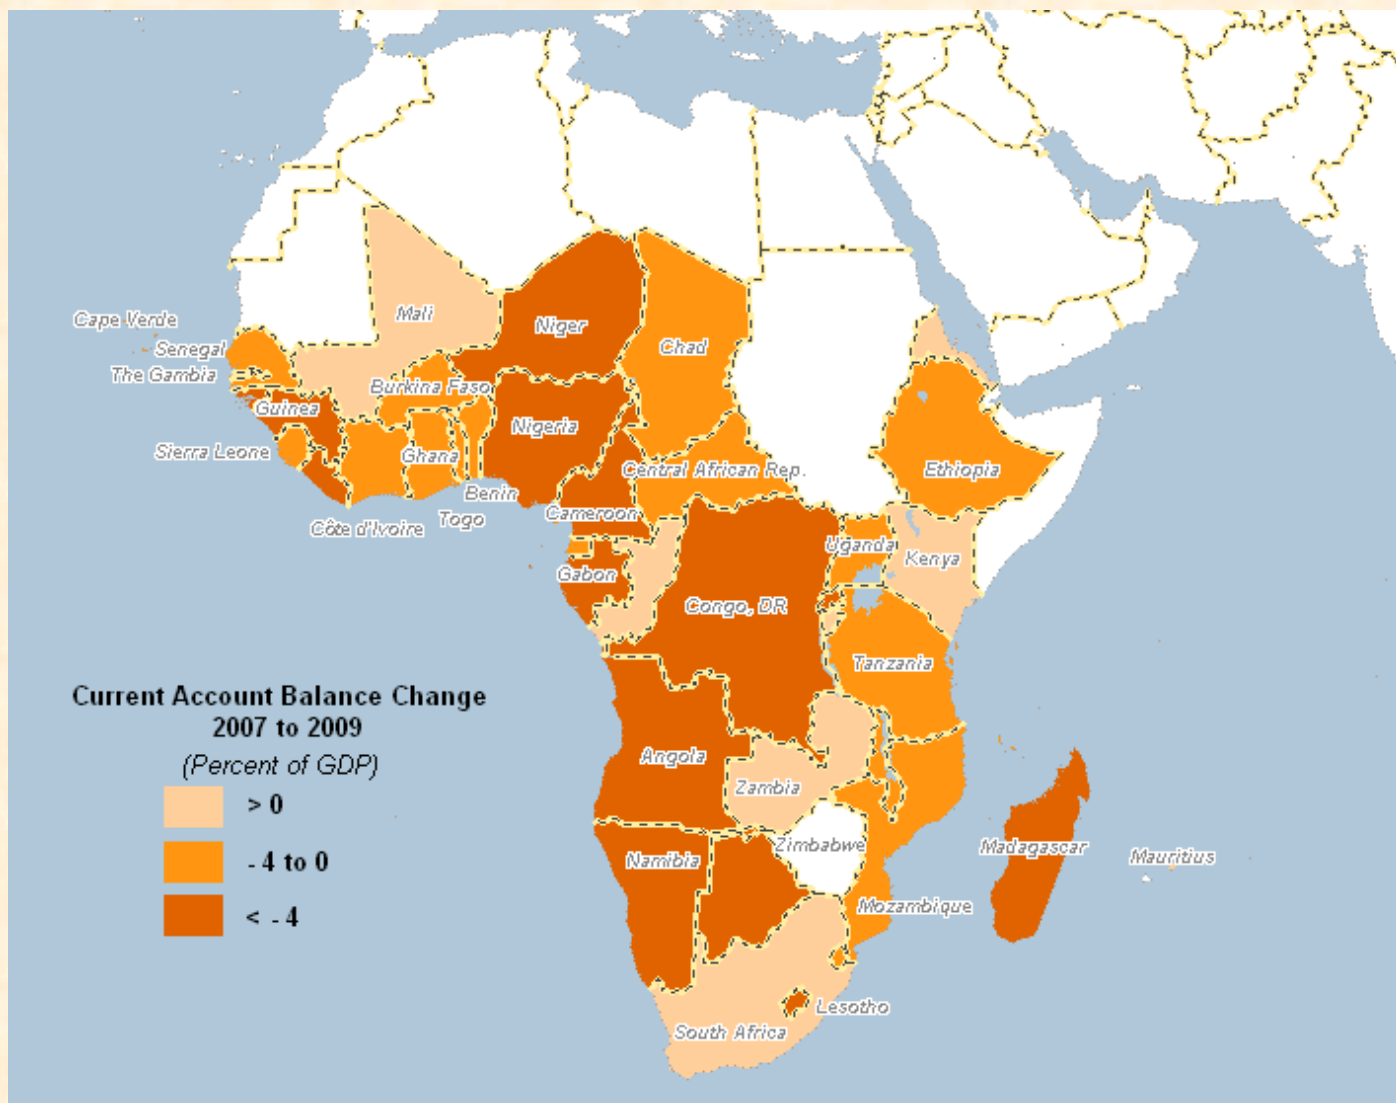 Mali
Cape Verde
Niger
Senegal
Chad
The Gambia
Burkina Faso
Guinea
Nigeria
Sierra Leone
Ghana
Central African Rep.
Ethiopia
Benin
Cameroon
Togo
Côte d'Ivoire
Uganda
Kenya
Gabon
Congo, DR
Tanzania
Current Account Balance Change
2007 to 2009
(Percent of GDP)
> 0
- 4 to 0
< - 4
Angola
Zambia
Zimbabwe
Madagascar
Mauritius
Namibia
Mozambique
Lesotho
South Africa